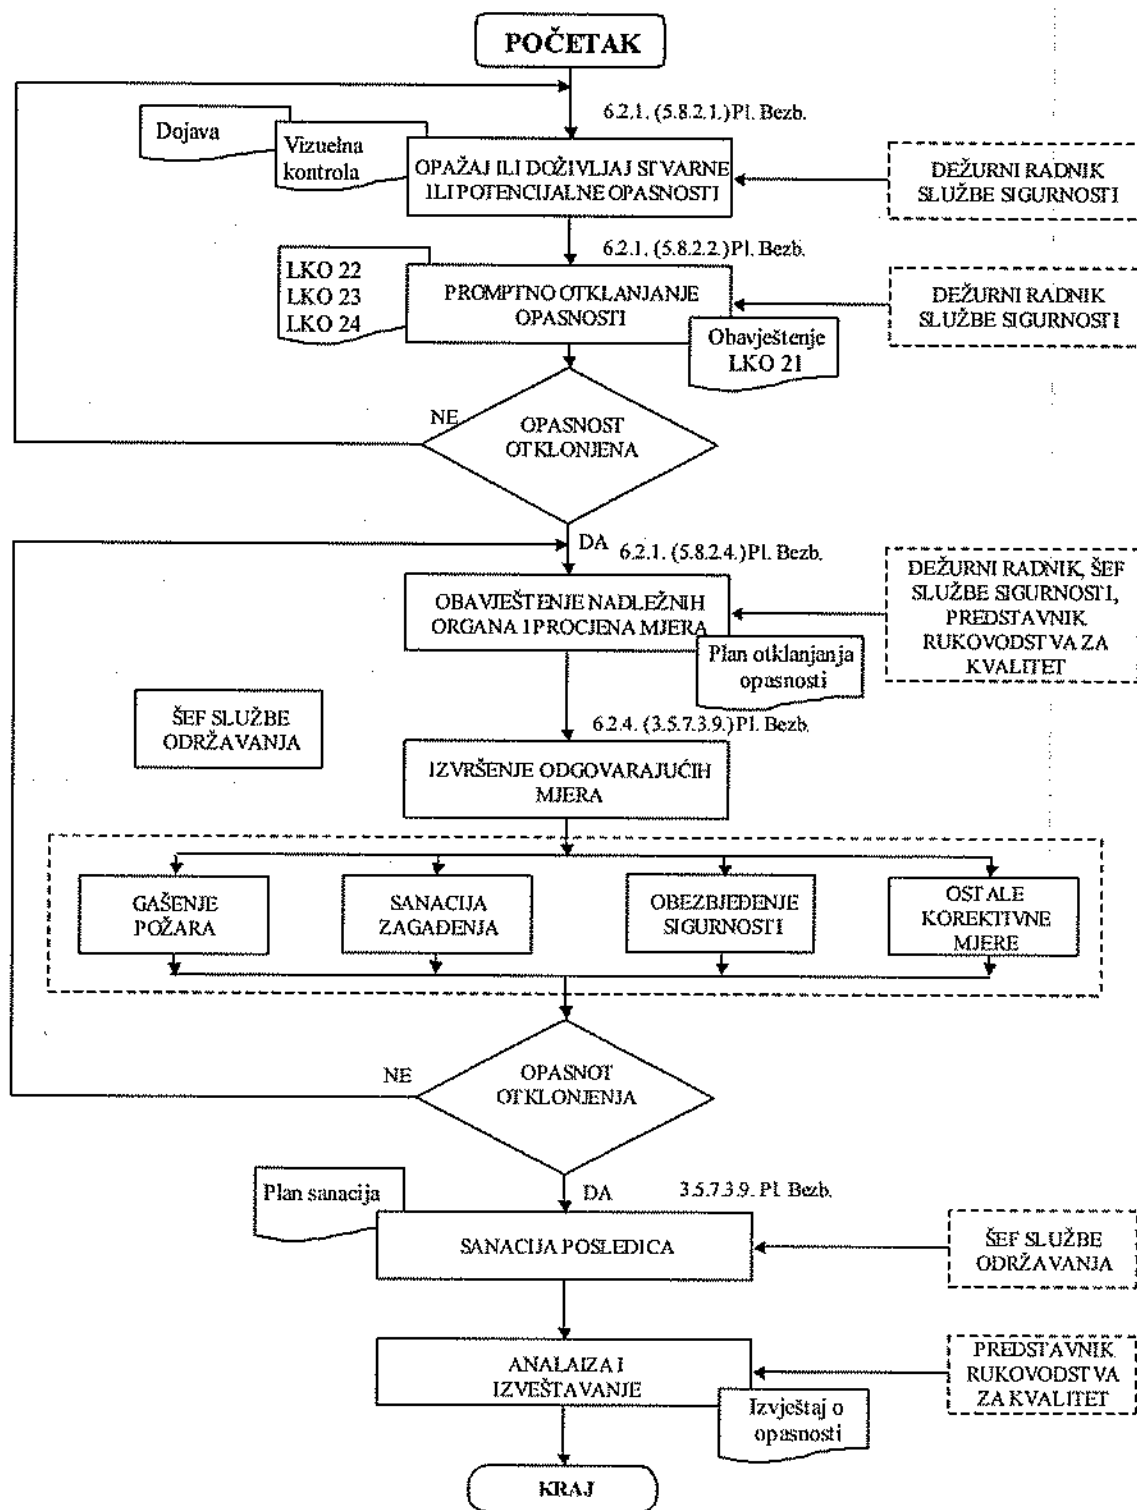 POČETAK
6.2.1. (5.8.2.1.) Pl. Bezb.
Dojava
Vizuelna
kontrola
OPAŽAJ ILI DOŽIVLJAJ STVARNE
ILI POTENCIJALNE OPASNOSTI
DEŽURNI RADNIK
SLUŽBE SIGURNOSTI
6.2.1. (5.8.2.2.) Pl. Bezb.
LKO 22
LKO 23
LKO 24
PROMPTNO OTKLANJANJE
OPASNOSTI
DEŽURNI RADNIK
SLUŽBE SIGURNOSTI
Obavještenje
LKO 21
NE
OPASNOST
OTKLONJENA
DA
6.2.1. (5.8.2.4.) Pl. Bezb.
OBAVJEŠTENJE NADLEŽNIH
ORGANA I PROCJENA MJERA
DEŽURNI RADNIK, ŠEF
SLUŽBE SIGURNOSTI,
PREDSTAVNIK
RUKOVODSTVA ZA
KVALITET
Plan otklanjanja
opasnosti
ŠEF SLUŽBE
ODRŽAVANJA
6.2.4. (3.5.7.3.9.) Pl. Bezb.
IZVRŠENJE ODGOVARAJUĆIH
MJERA
GAŠENJE
POŽARA
SANACIJA
ZAGAĐENJA
OBEZBJEDENJE
SIGURNOSTI
OSTALE
KOREKTIVNE
MJERE
NE
OPASNOT
OTKLONJENJA
DA
3.5.7.3.9. Pl. Bezb.
Plan sanacija
SANACIJA POSLEDICA
ŠEF SLUŽBE
ODRŽAVANJA
ANALAIZA I
IZVEŠTAVANJE
PREDSTAVNIK
RUKOVODSTVA
ZA KVALITET
Izvještaj o
opasnosti
KRAJ